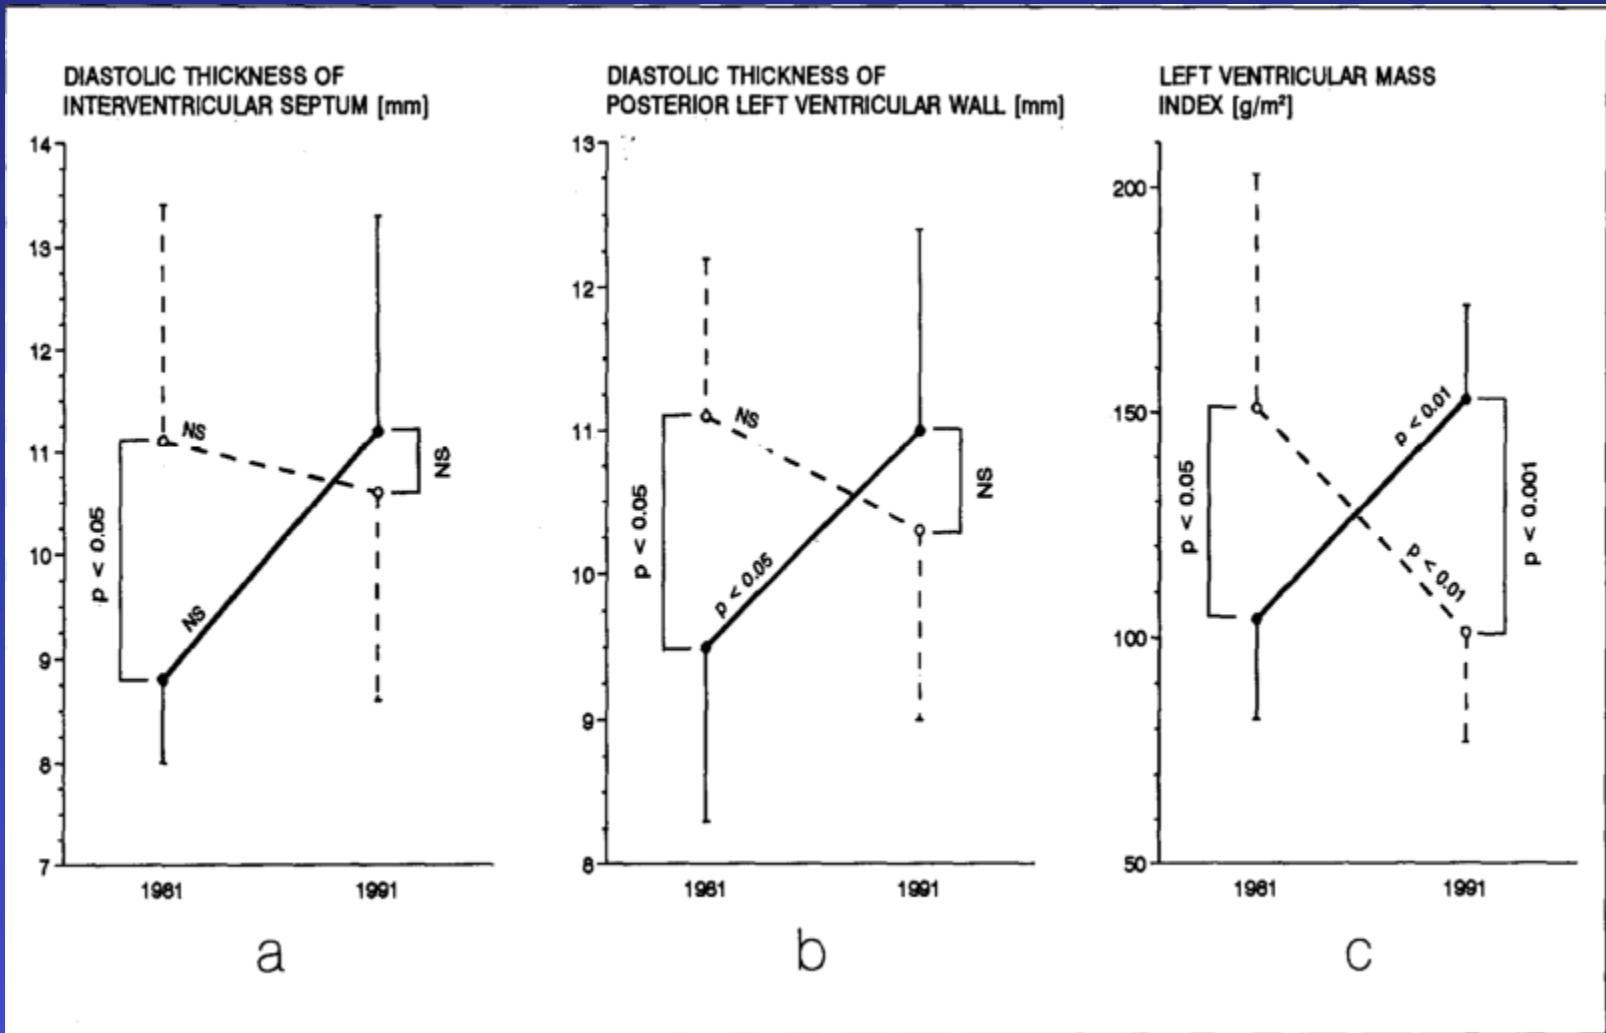 DIASTOLIC THICKNESS OF
INTERVENTRICULAR SEPTUM [mm]
14
13
12
11
10
9
8
7
NS
NS
NS
p < 0.05
1981
1991
a
DIASTOLIC THICKNESS OF
POSTERIOR LEFT VENTRICULAR WALL [mm]
13
12
11
10
9
8
NS
p < 0.05
NS
p < 0.05
1981
1991
b
LEFT VENTRICULAR MASS
INDEX [g/m²]
200
150
100
50
p < 0.01
p < 0.05
p < 0.01
p < 0.001
1981
1991
c